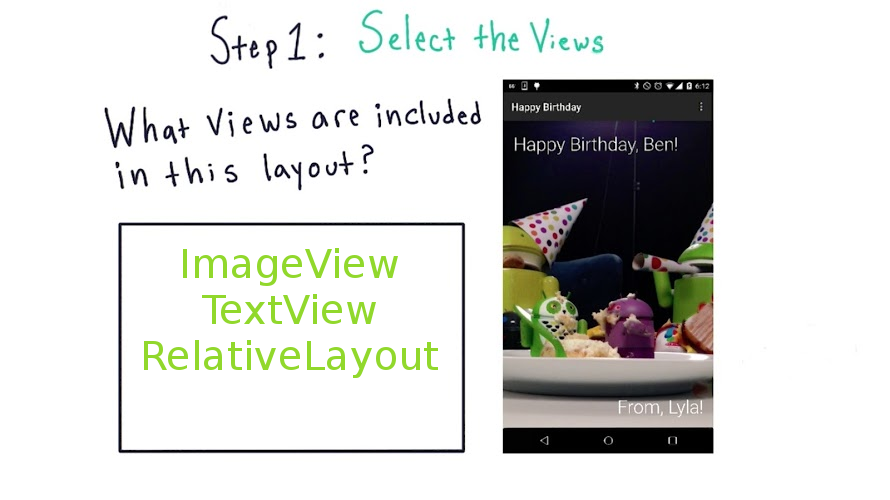 Step 1: Select the Views
What Views are included
in this layout?
ImageView
TextView
RelativeLayout
6:12
Happy Birthday
Happy Birthday, Ben!
From, Lyla!